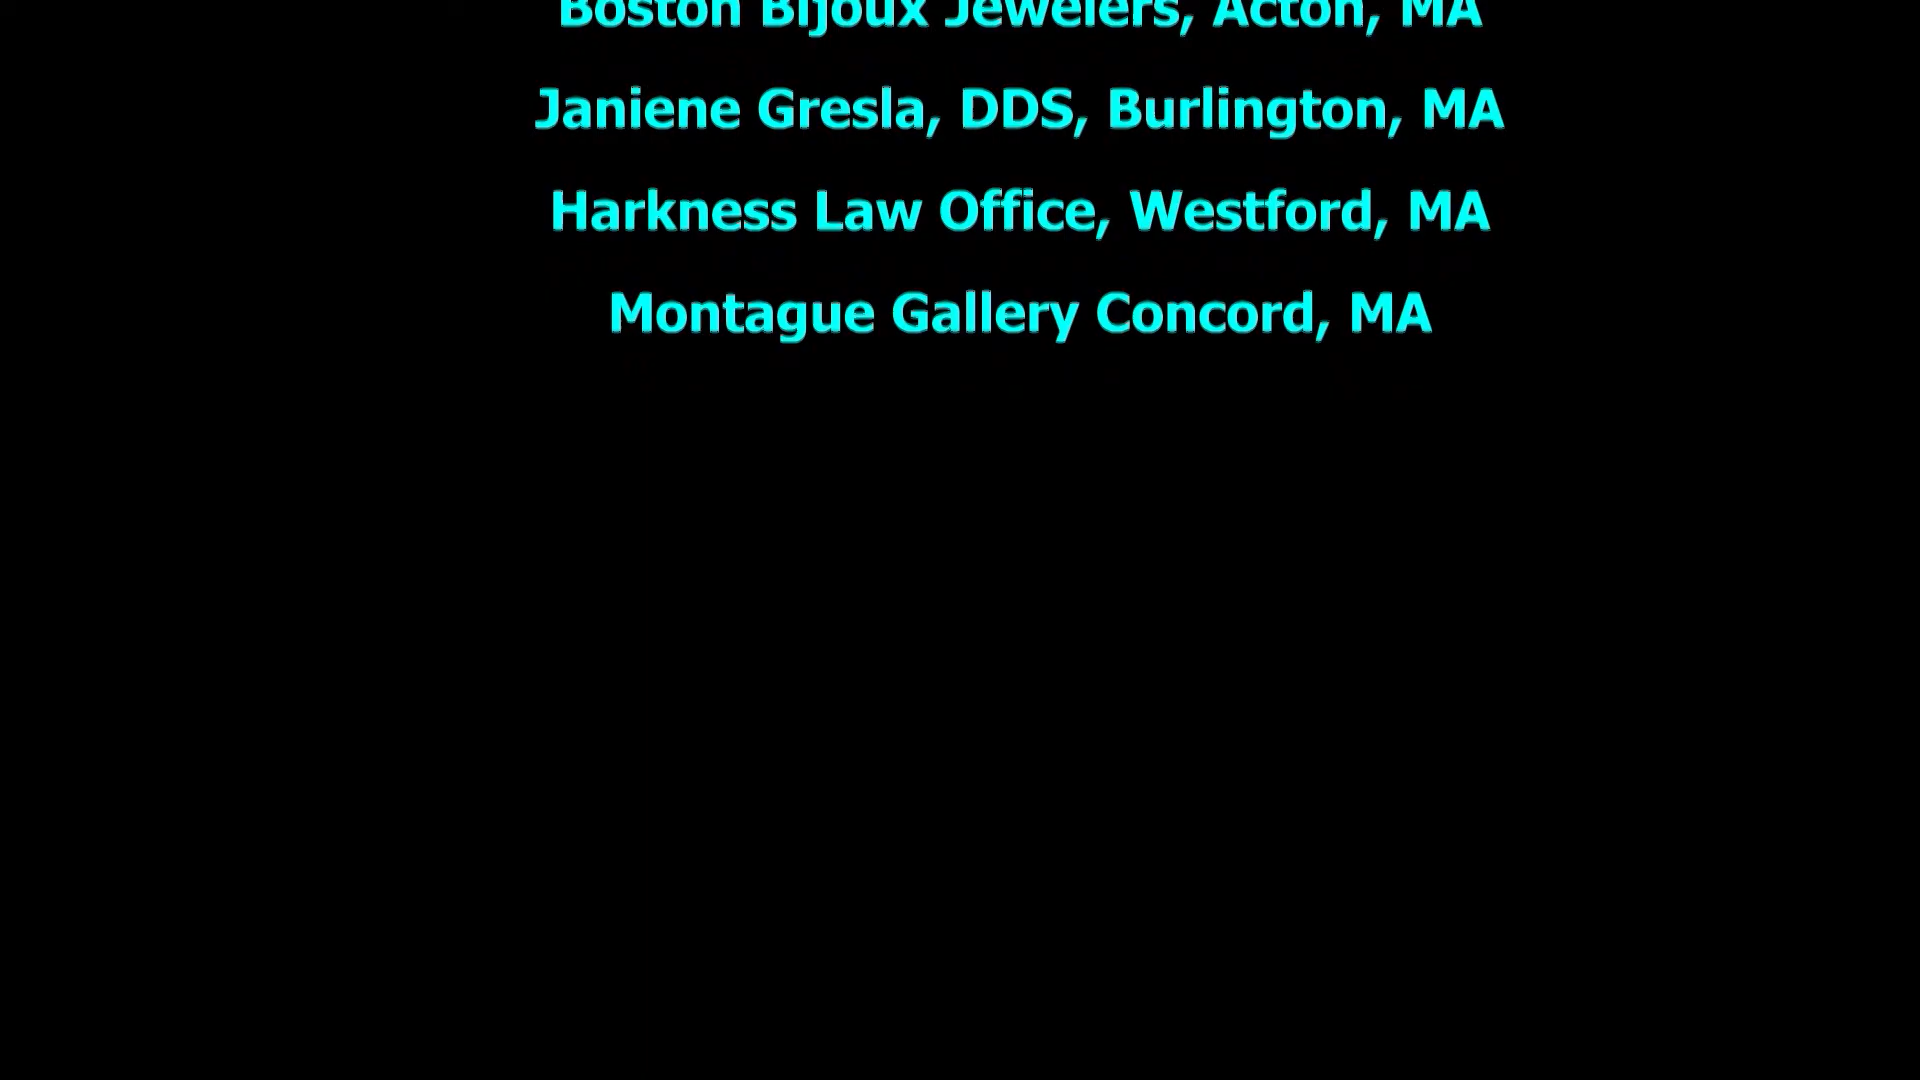 Boston Bijoux Jewelers, Acton, MA
Janiene Gresla, DDS, Burlington, MA
Harkness Law Office, Westford, MA
Montague Gallery Concord, MA